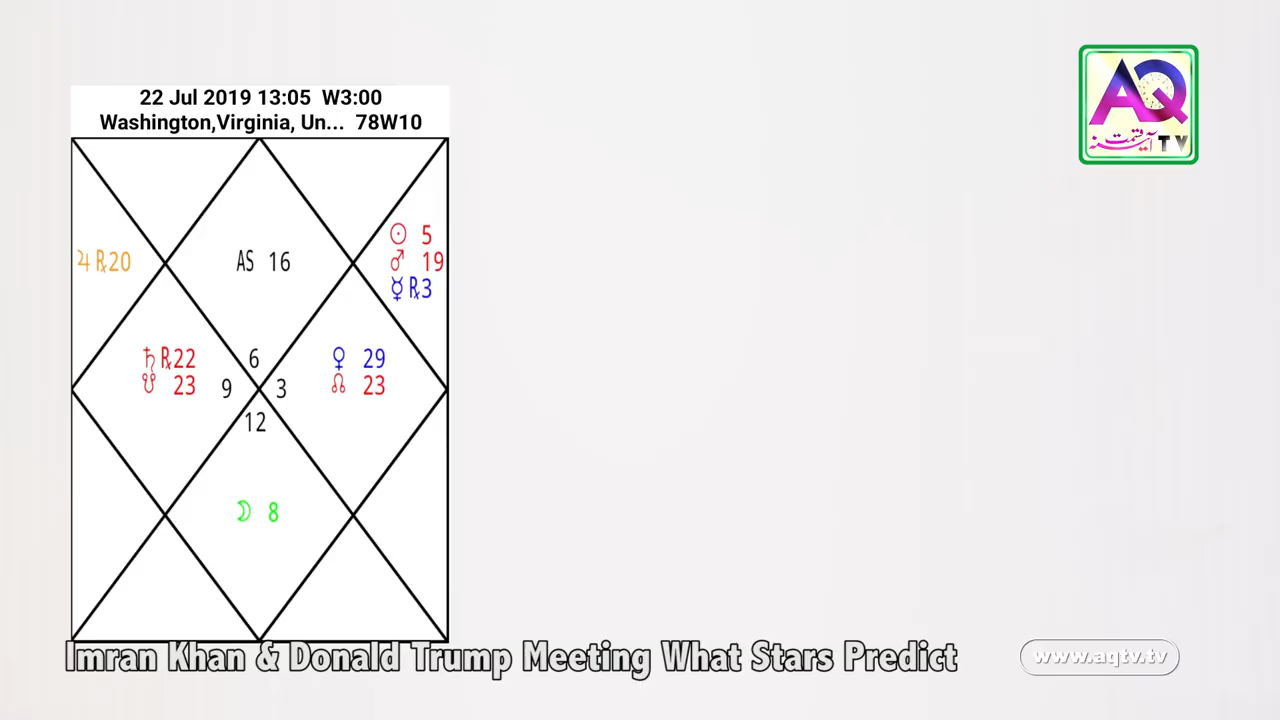 22 Jul 2019 13:05 W3:00
Washington,Virginia, Un... 78W10
AQ
آئینہ قسمت TV
☉ 5
♃ ℞20
AS 16
♂ 19
☿ ℞3
♄ ℞22
6
♀ 29
☋ 23
9
3
☊ 23
12
☽ 8
Imran Khan & Donald Trump Meeting What Stars Predict
www.aqtv.tv